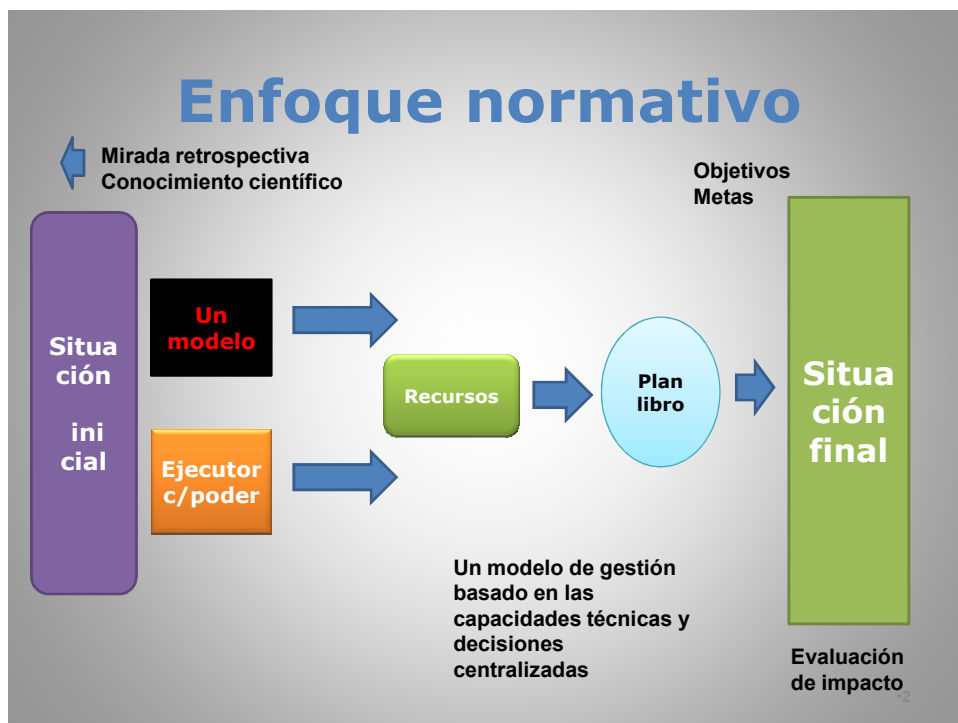 Enfoque normativo
Mirada retrospectiva
Conocimiento científico
Objetivos
Metas
Situa
ción
ini
cial
Un
modelo
Ejecutor
c/poder
Recursos
Plan
libro
Situa
ción
final
Un modelo de gestión
basado en las
capacidades técnicas y
decisiones
centralizadas
Evaluación
de impacto
•2